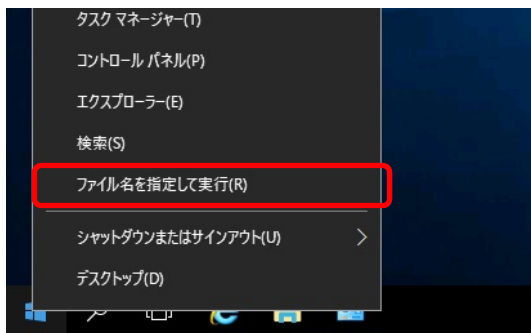 タスク マネージャー(T)
コントロール パネル(P)
エクスプローラー(E)
検索(S)
ファイル名を指定して実行(R)
シャットダウンまたはサインアウト(U)
デスクトップ(D)